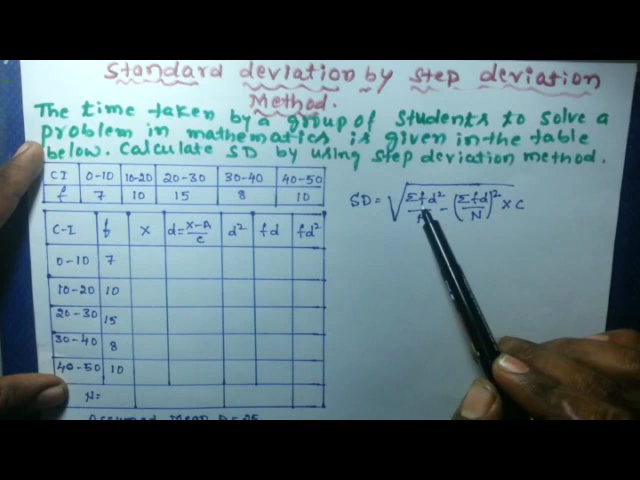 Standard deviation by step deviation
Method.
The time taken by a group of students to solve a
problem in mathematics is given in the table
below. Calculate SD by using step deviation method.
CI 0-10 10-20 20-30 30-40 40-50
f 7 10 15 8 10
SD = √ Σfd²/N - (Σfd/N)² × C
C-I f x d = x-A/c d² fd fd²
0-10 7
10-20 10
20-30 15
30-40 8
40-50 10
N=
Assumed Mean A = 25